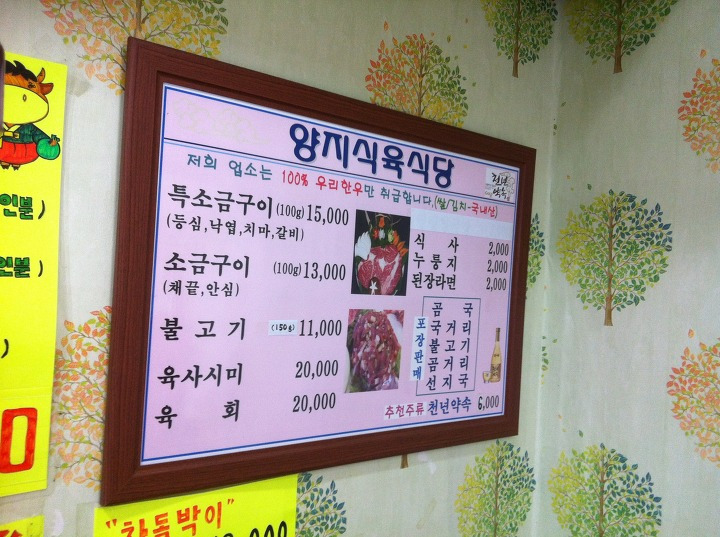 양지식육식당
천년약속
저희 업소는 100% 우리한우만 취급합니다.(쌀/김치-국내산)
특소금구이 (100g) 15,000
(등심,낙엽,치마,갈비)
소금구이 (100g) 13,000
(채끝,안심)
불고기 (150g) 11,000
육사시미 20,000
육회 20,000
식사 2,000
누룽지 2,000
된장라면 2,000
포장판매
곰국
국거리
불고기
곰거리
선지국
추천주류 천년약속 6,000
인분)
인분)
)
0
"차돌박이"